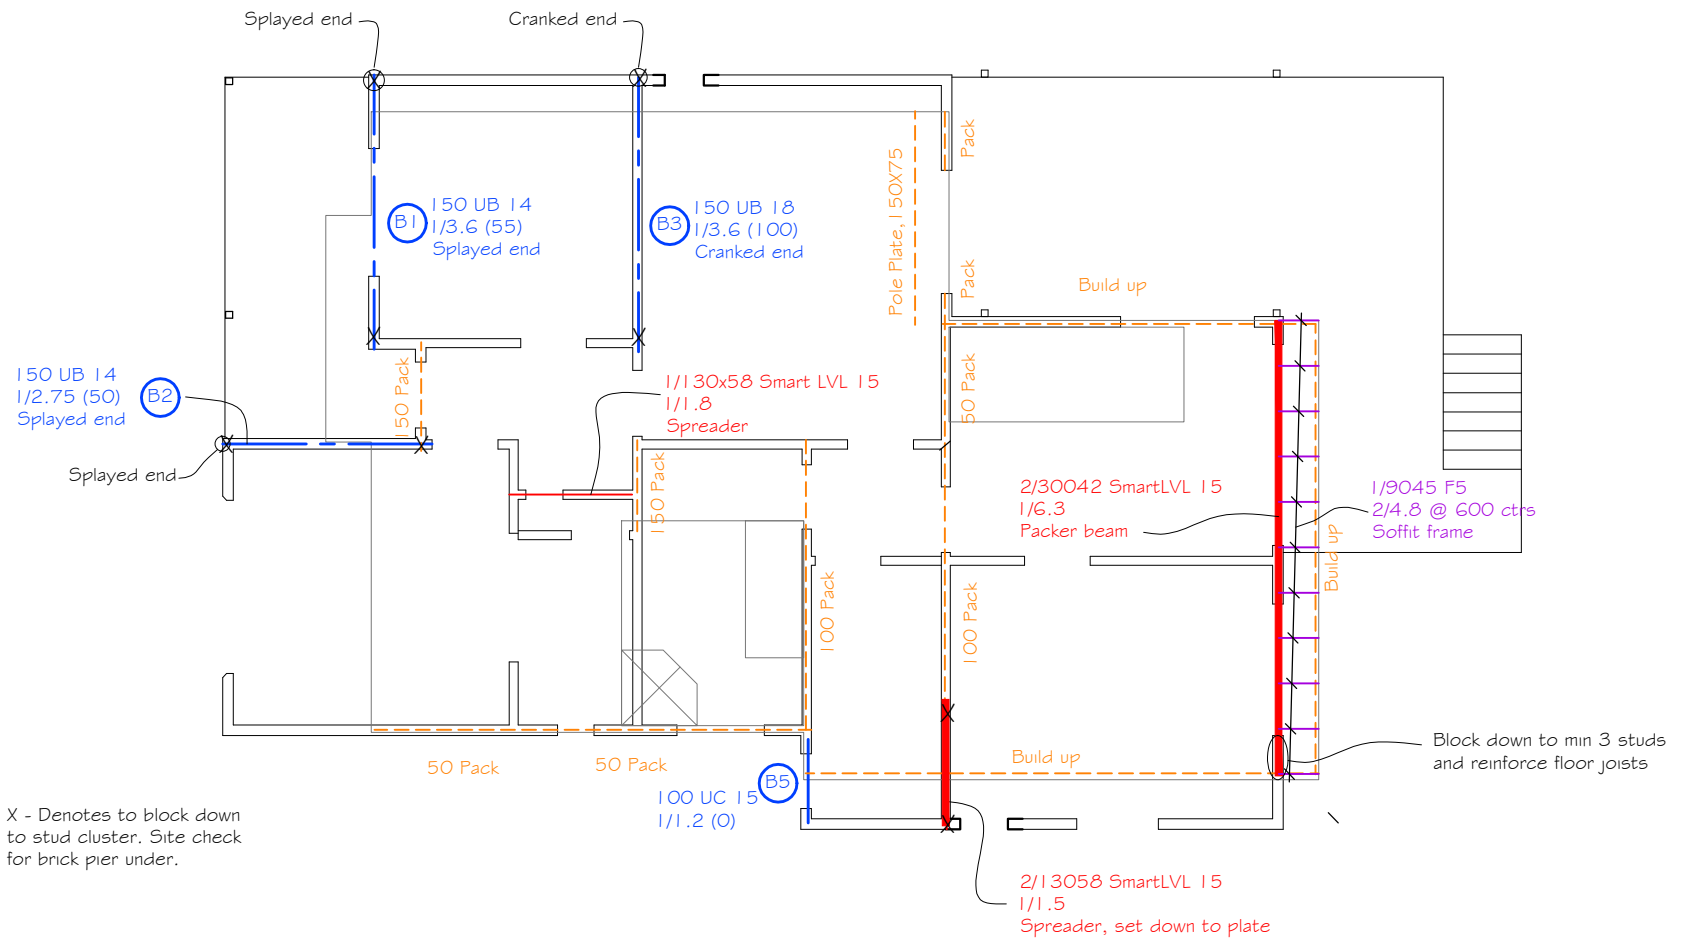 Splayed end
Cranked end
Pack
Pole Plate, 150X75
B1
150 UB 14
1/3.6 (55)
Splayed end
B3
150 UB 18
1/3.6 (100)
Cranked end
Pack
Build up
150 UB 14
1/2.75 (50)
Splayed end
B2
150 Pack
1/130x58 Smart LVL 15
1/1.8
Spreader
50 Pack
Splayed end
150 Pack
2/30042 SmartLVL 15
1/6.3
Packer beam
1/9045 F5
2/4.8 @ 600 ctrs
Soffit frame
Build up
100 Pack
100 Pack
50 Pack
50 Pack
Build up
Block down to min 3 studs
and reinforce floor joists
B5
100 UC 15
1/1.2 (0)
X - Denotes to block down
to stud cluster. Site check
for brick pier under.
2/13058 SmartLVL 15
1/1.5
Spreader, set down to plate